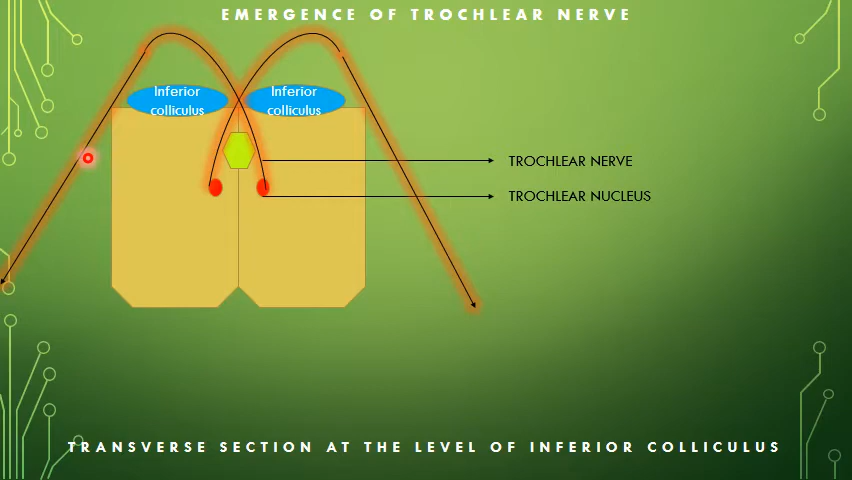 EMERGENCE OF TROCHLEAR NERVE
Inferior
colliculus
Inferior
colliculus
TROCHLEAR NERVE
TROCHLEAR NUCLEUS
TRANSVERSE SECTION AT THE LEVEL OF INFERIOR COLLICULUS